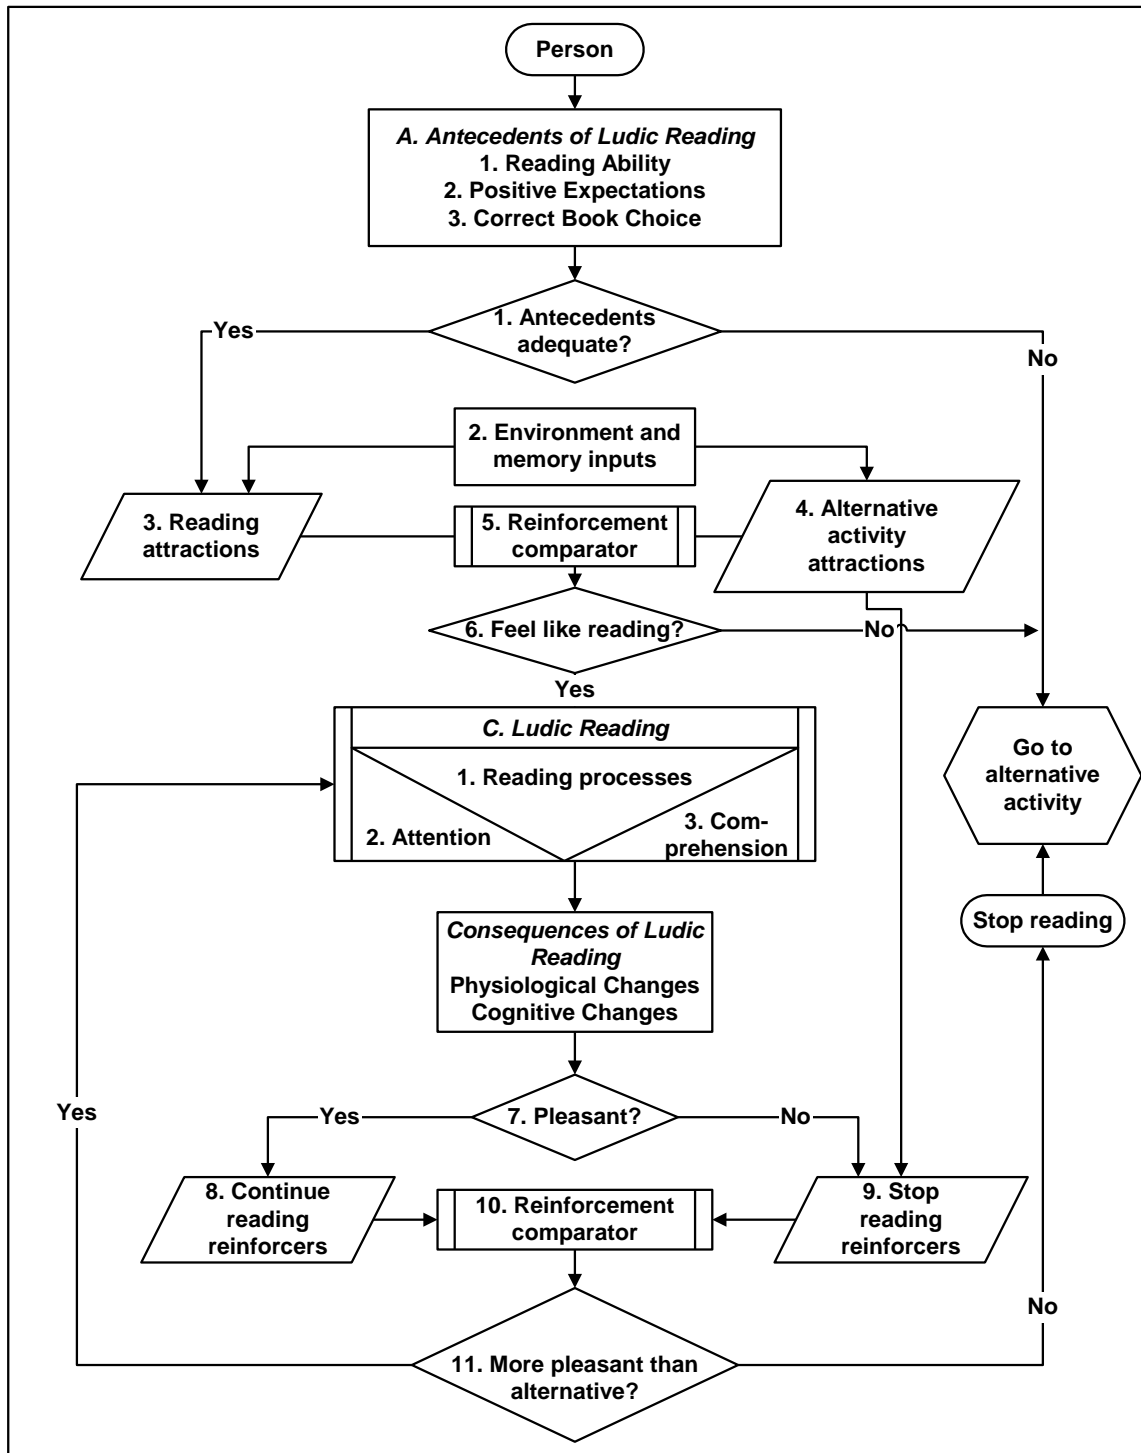 Person
A. Antecedents of Ludic Reading
1. Reading Ability
2. Positive Expectations
3. Correct Book Choice
1. Antecedents
adequate?
Yes
No
2. Environment and
memory inputs
3. Reading
attractions
5. Reinforcement
comparator
4. Alternative
activity
attractions
6. Feel like reading?
No
Yes
C. Ludic Reading
1. Reading processes
2. Attention
3. Com-
prehension
Go to
alternative
activity
Stop reading
Consequences of Ludic
Reading
Physiological Changes
Cognitive Changes
7. Pleasant?
Yes
No
Yes
8. Continue
reading
reinforcers
10. Reinforcement
comparator
9. Stop
reading
reinforcers
No
11. More pleasant than
alternative?